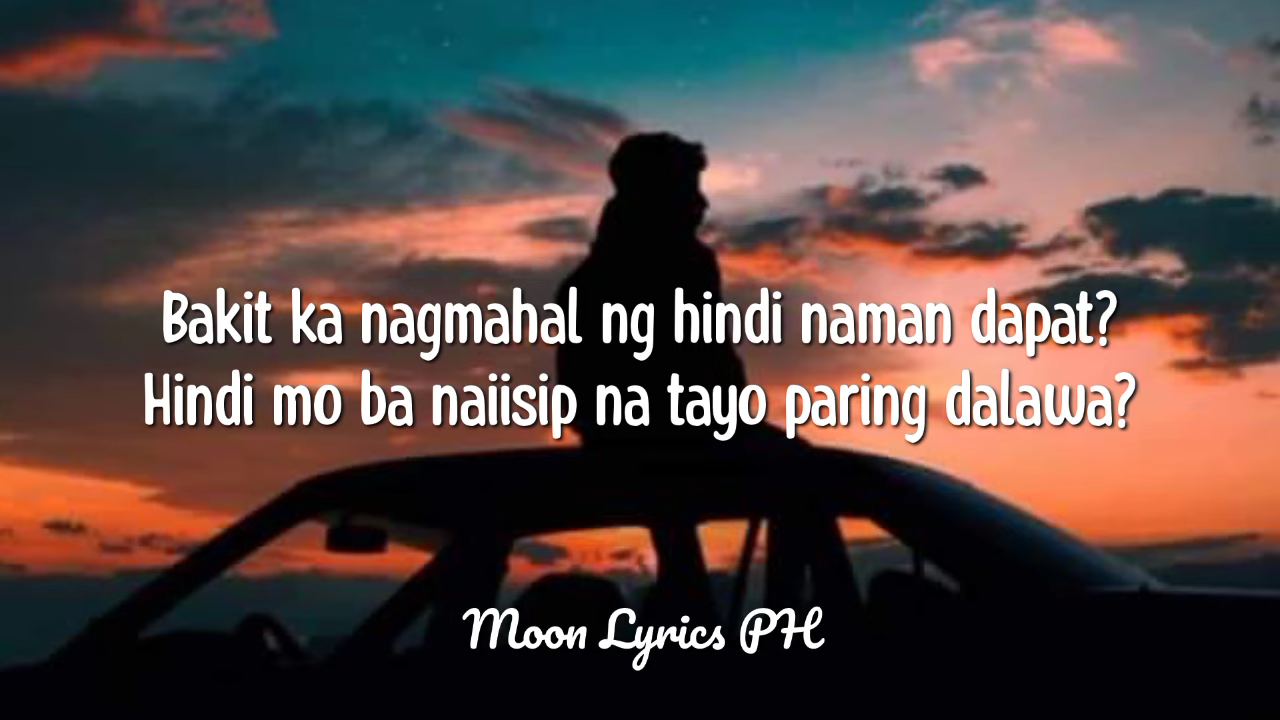 Bakit ka nagmahal ng hindi naman dapat?
Hindi mo ba naiisip na tayo paring dalawa?
Moon Lyrics PH